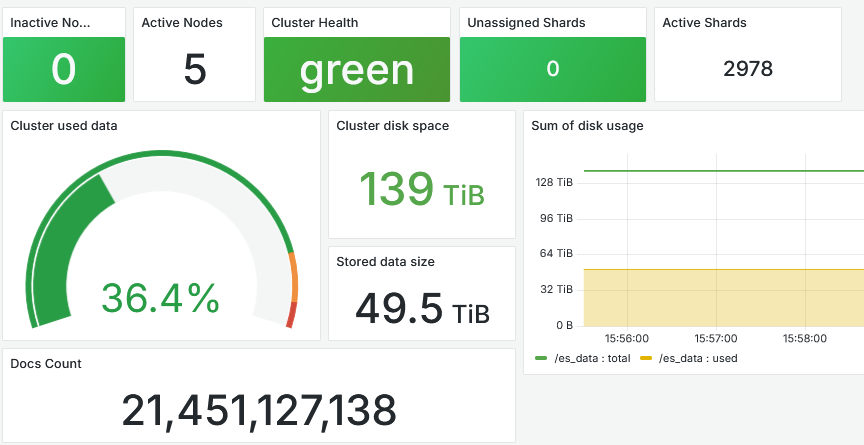 Inactive No...
0
Active Nodes
5
Cluster Health
green
Unassigned Shards
0
Active Shards
2978
Cluster used data
36.4%
Cluster disk space
139 TiB
Stored data size
49.5 TiB
Sum of disk usage
128 TiB
96 TiB
64 TiB
32 TiB
0 B
15:56:00 15:57:00 15:58:00
/es_data : total /es_data : used
Docs Count
21,451,127,138